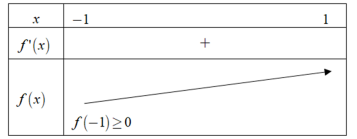 x −1 1
f'(x) +
f(x)
f(−1) ≥ 0